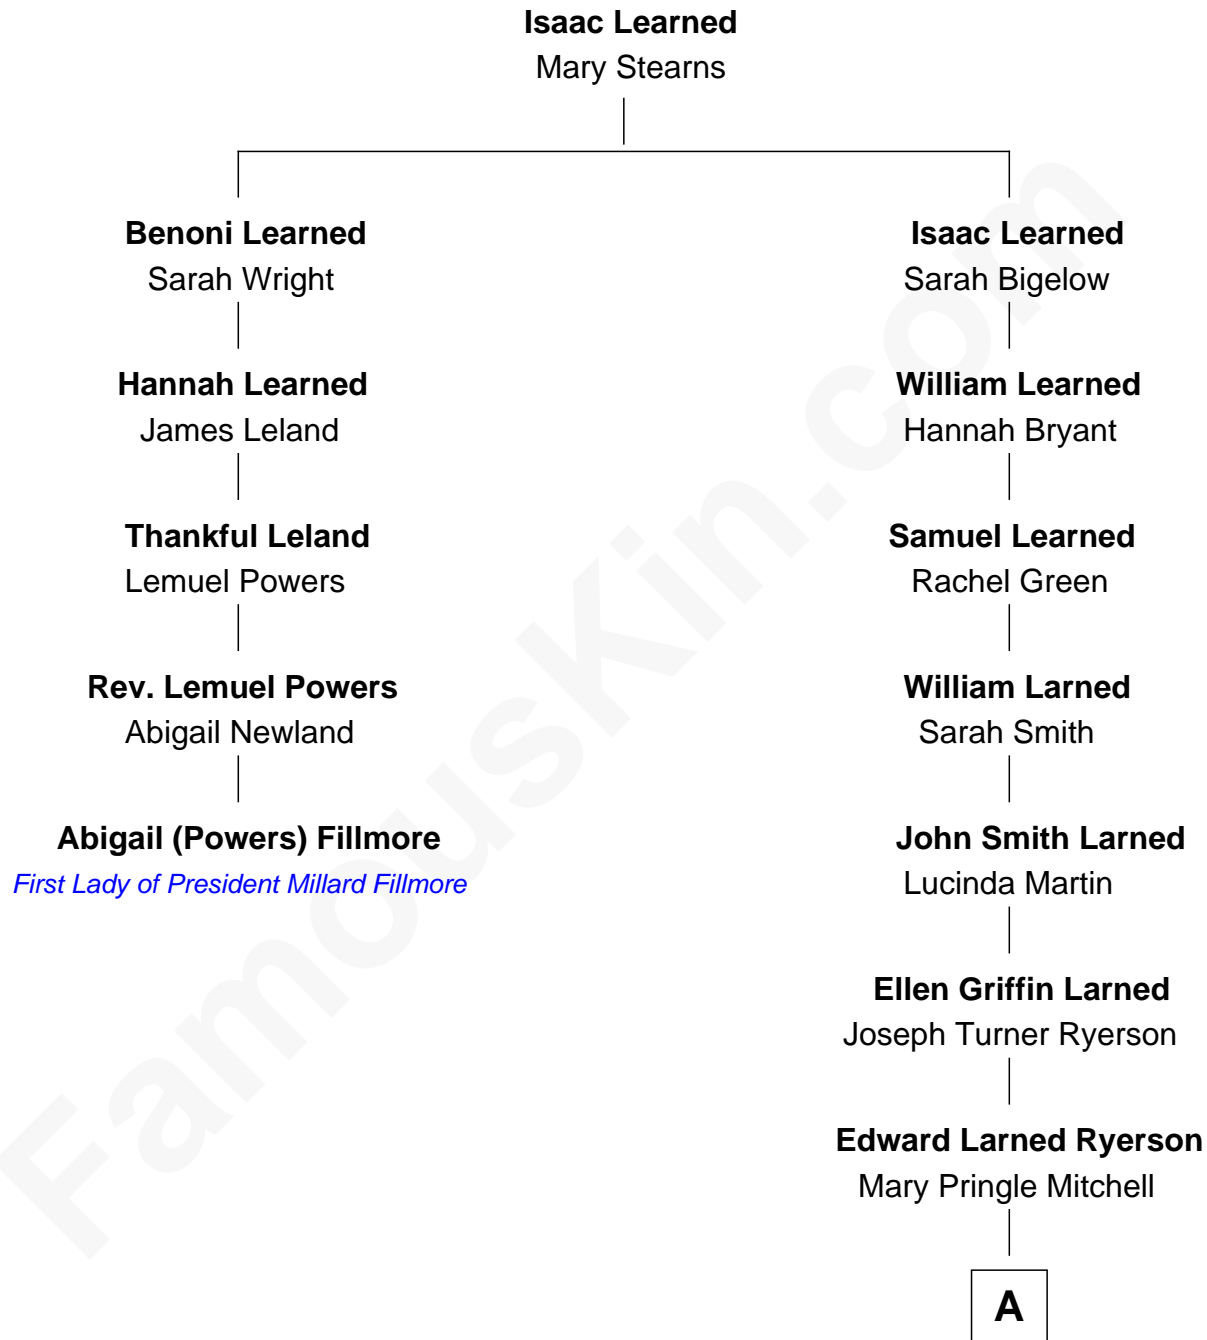 Isaac Learned
Mary Stearns
Benoni Learned
Sarah Wright
Hannah Learned
James Leland
Thankful Leland
Lemuel Powers
Rev. Lemuel Powers
Abigail Newland
Abigail (Powers) Fillmore
First Lady of President Millard Fillmore
Isaac Learned
Sarah Bigelow
William Learned
Hannah Bryant
Samuel Learned
Rachel Green
William Larned
Sarah Smith
John Smith Larned
Lucinda Martin
Ellen Griffin Larned
Joseph Turner Ryerson
Edward Larned Ryerson
Mary Pringle Mitchell
A
FamousKin.com